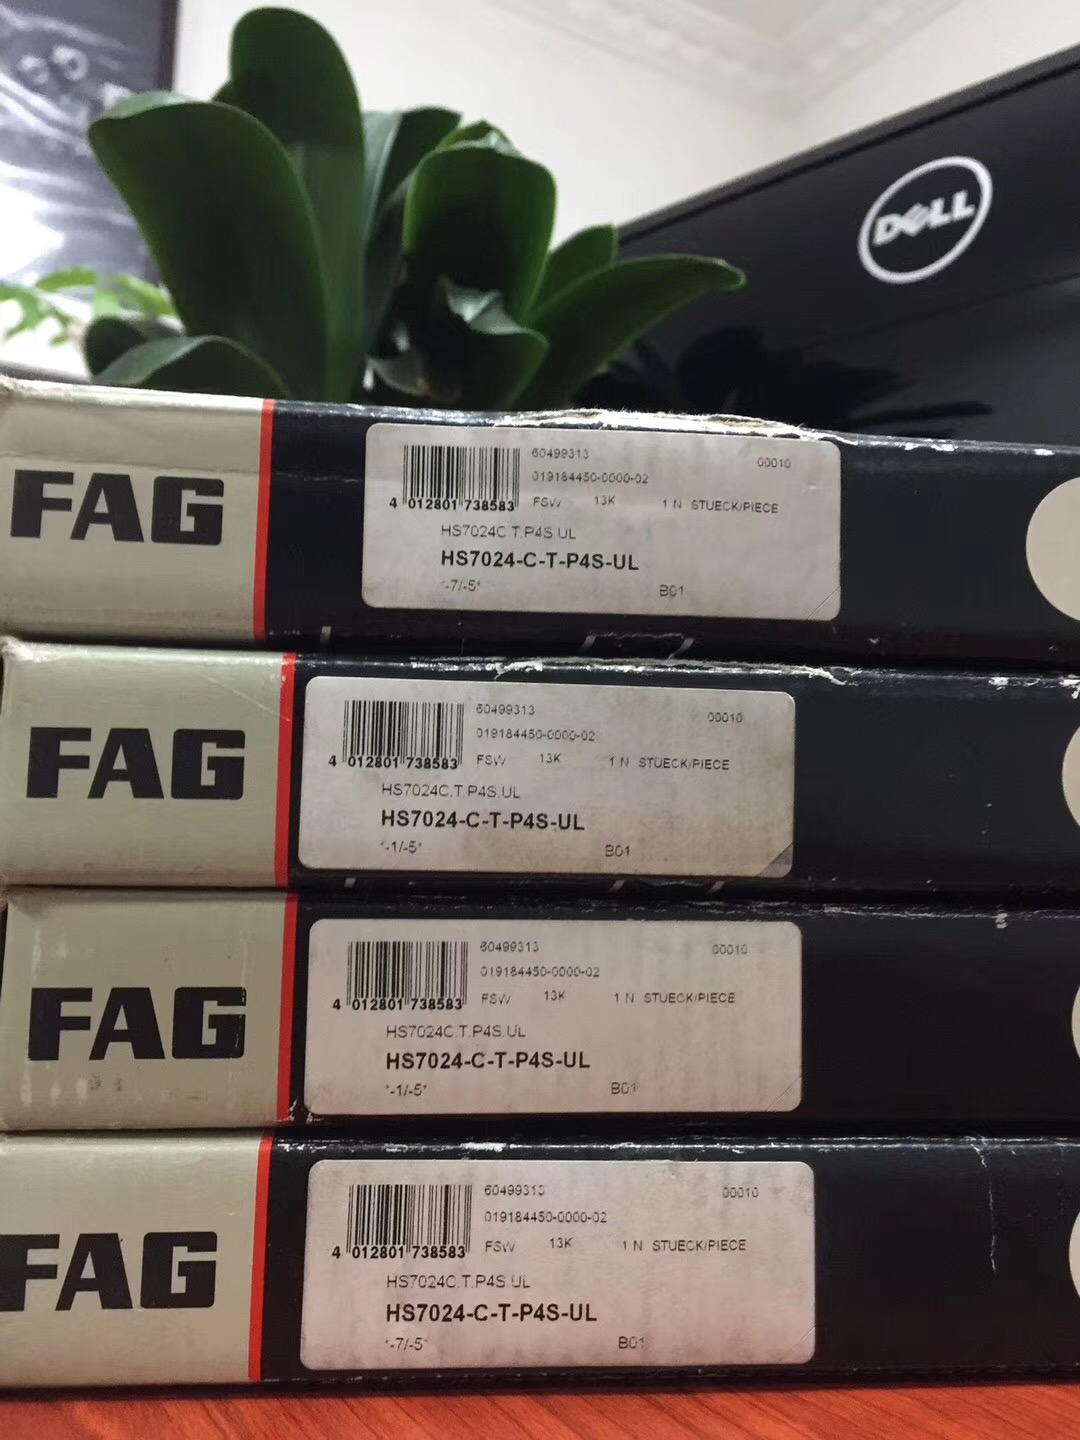 DELL
FAG
4 012801 738583
60499313
00010
019184450-0000-02
FSW 13K 1 N STUECK/PIECE
HS7024C.T.P4S.UL
HS7024-C-T-P4S-UL
*-7/-5*
B01
FAG
4 012801 738583
60499313
00010
019184450-0000-02
FSW 13K 1 N STUECK/PIECE
HS7024C.T.P4S.UL
HS7024-C-T-P4S-UL
*-1/-5*
B01
FAG
4 012801 738583
60499313
00010
019184450-0000-02
FSW 13K 1 N STUECK/PIECE
HS7024C.T.P4S.UL
HS7024-C-T-P4S-UL
*-1/-5*
B01
FAG
4 012801 738583
60499313
00010
019184450-0000-02
FSW 13K 1 N STUECK/PIECE
HS7024C.T.P4S.UL
HS7024-C-T-P4S-UL
*-7/-5*
B01